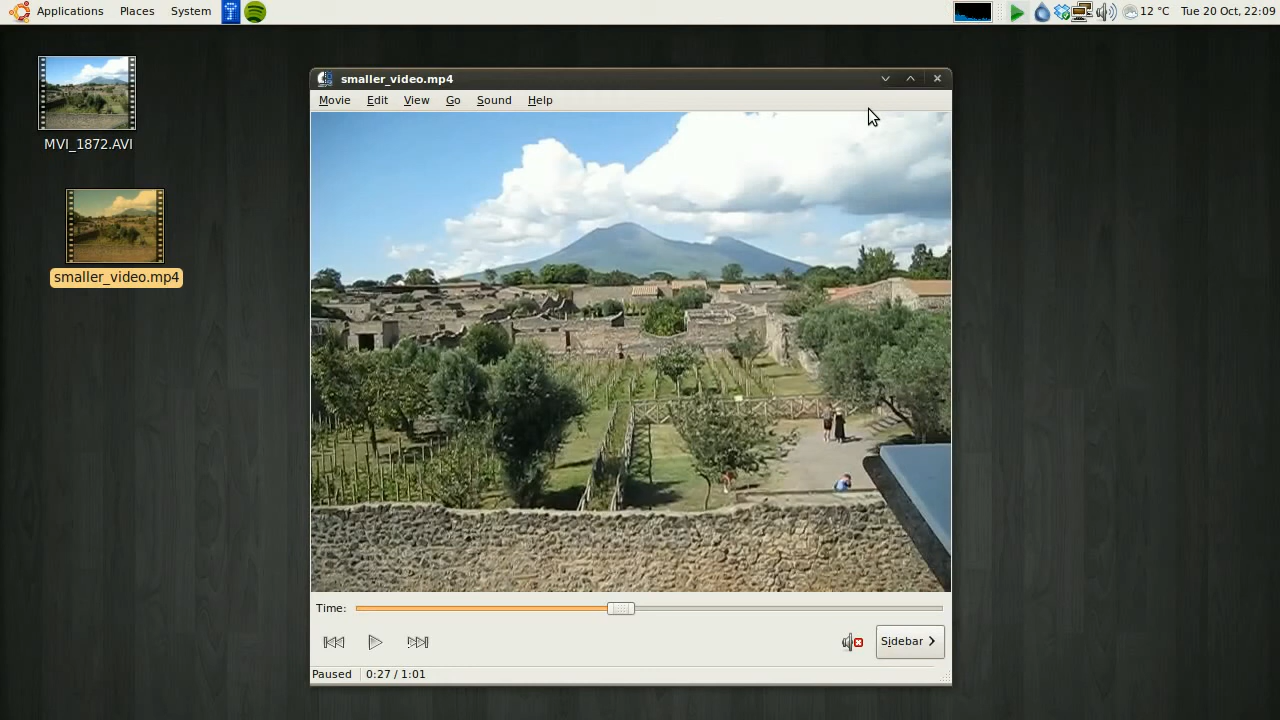 Applications Places System 12 °C Tue 20 Oct, 22:09
MVI_1872.AVI
smaller_video.mp4
smaller_video.mp4
Movie Edit View Go Sound Help
Time:
Sidebar
Paused 0:27 / 1:01